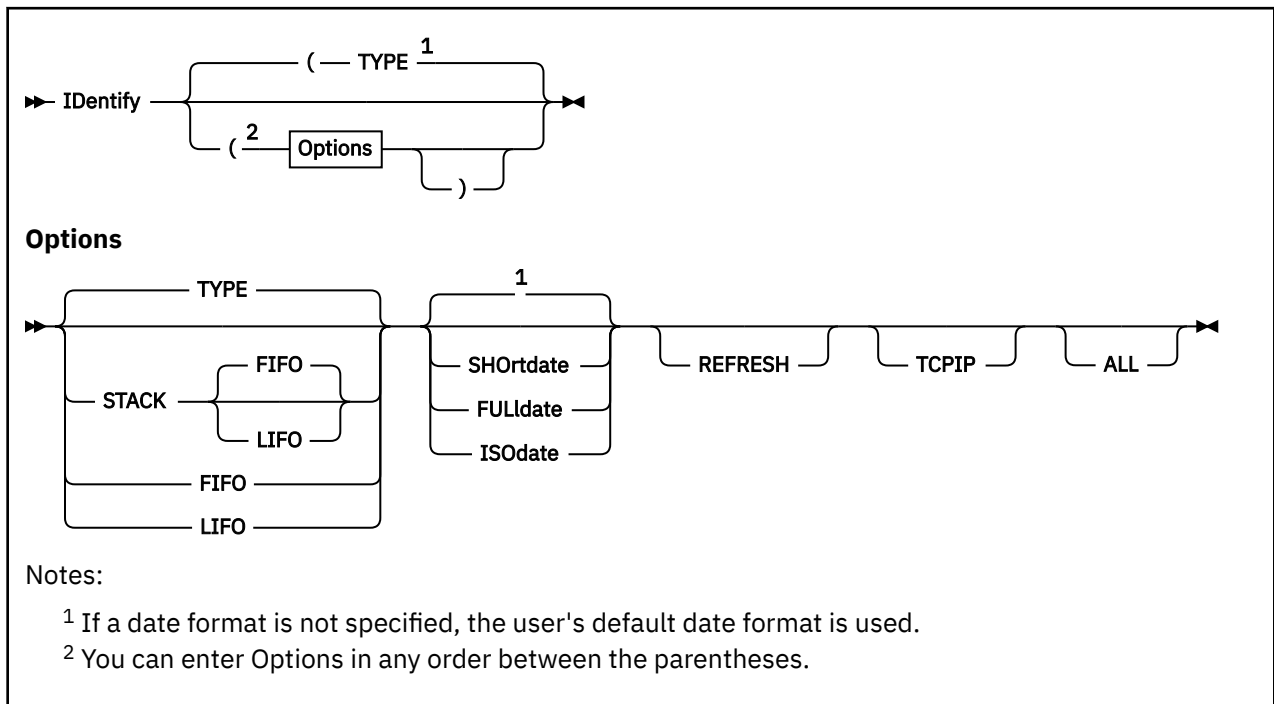 1
( TYPE
IDentify
2
( Options
)
Options
TYPE 1
FIFO SHOrtdate REFRESH TCPIP ALL
STACK
FULldate
LIFO
ISOdate
FIFO
LIFO
Notes:
1 If a date format is not specified, the user's default date format is used.
2 You can enter Options in any order between the parentheses.